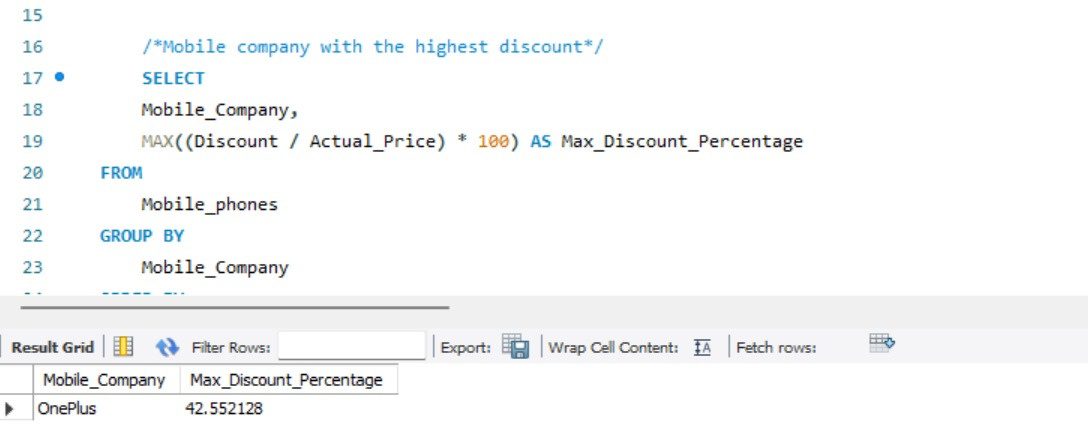 15
16 /*Mobile company with the highest discount*/
17 SELECT
18 Mobile_Company,
19 MAX((Discount / Actual_Price) * 100) AS Max_Discount_Percentage
20 FROM
21 Mobile_phones
22 GROUP BY
23 Mobile_Company
Result Grid Filter Rows: Export: Wrap Cell Content: Fetch rows:
Mobile_Company Max_Discount_Percentage
OnePlus 42.552128